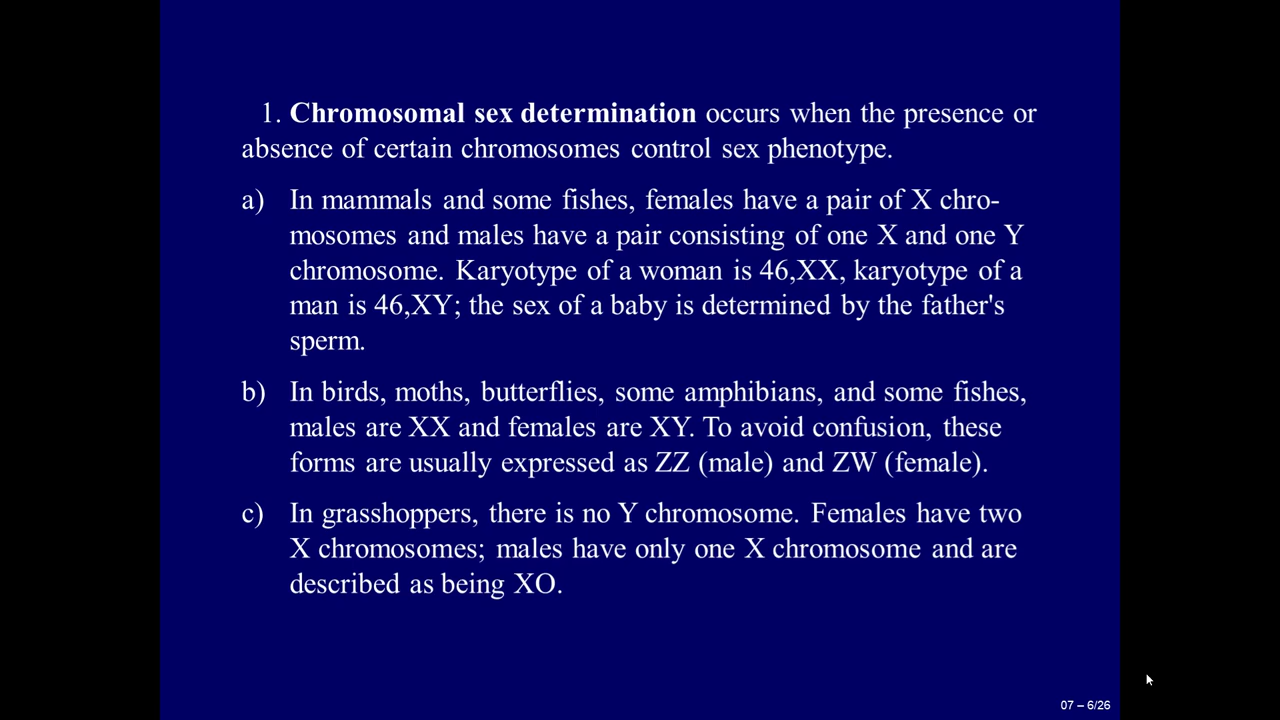 1. Chromosomal sex determination occurs when the presence or
absence of certain chromosomes control sex phenotype.
a) In mammals and some fishes, females have a pair of X chro-
mosomes and males have a pair consisting of one X and one Y
chromosome. Karyotype of a woman is 46,XX, karyotype of a
man is 46,XY; the sex of a baby is determined by the father's
sperm.
b) In birds, moths, butterflies, some amphibians, and some fishes,
males are XX and females are XY. To avoid confusion, these
forms are usually expressed as ZZ (male) and ZW (female).
c) In grasshoppers, there is no Y chromosome. Females have two
X chromosomes; males have only one X chromosome and are
described as being XO.
07 – 6/26